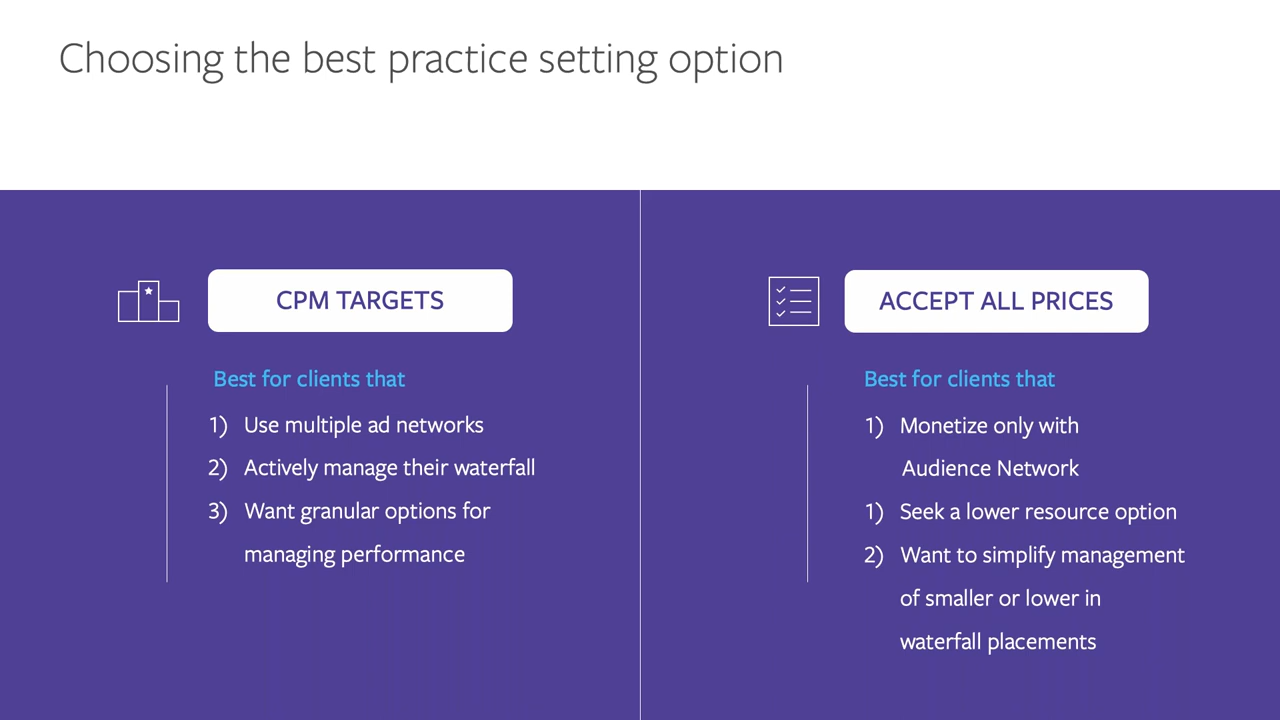 Choosing the best practice setting option
CPM TARGETS
Best for clients that
1) Use multiple ad networks
2) Actively manage their waterfall
3) Want granular options for
managing performance
ACCEPT ALL PRICES
Best for clients that
1) Monetize only with
Audience Network
1) Seek a lower resource option
2) Want to simplify management
of smaller or lower in
waterfall placements